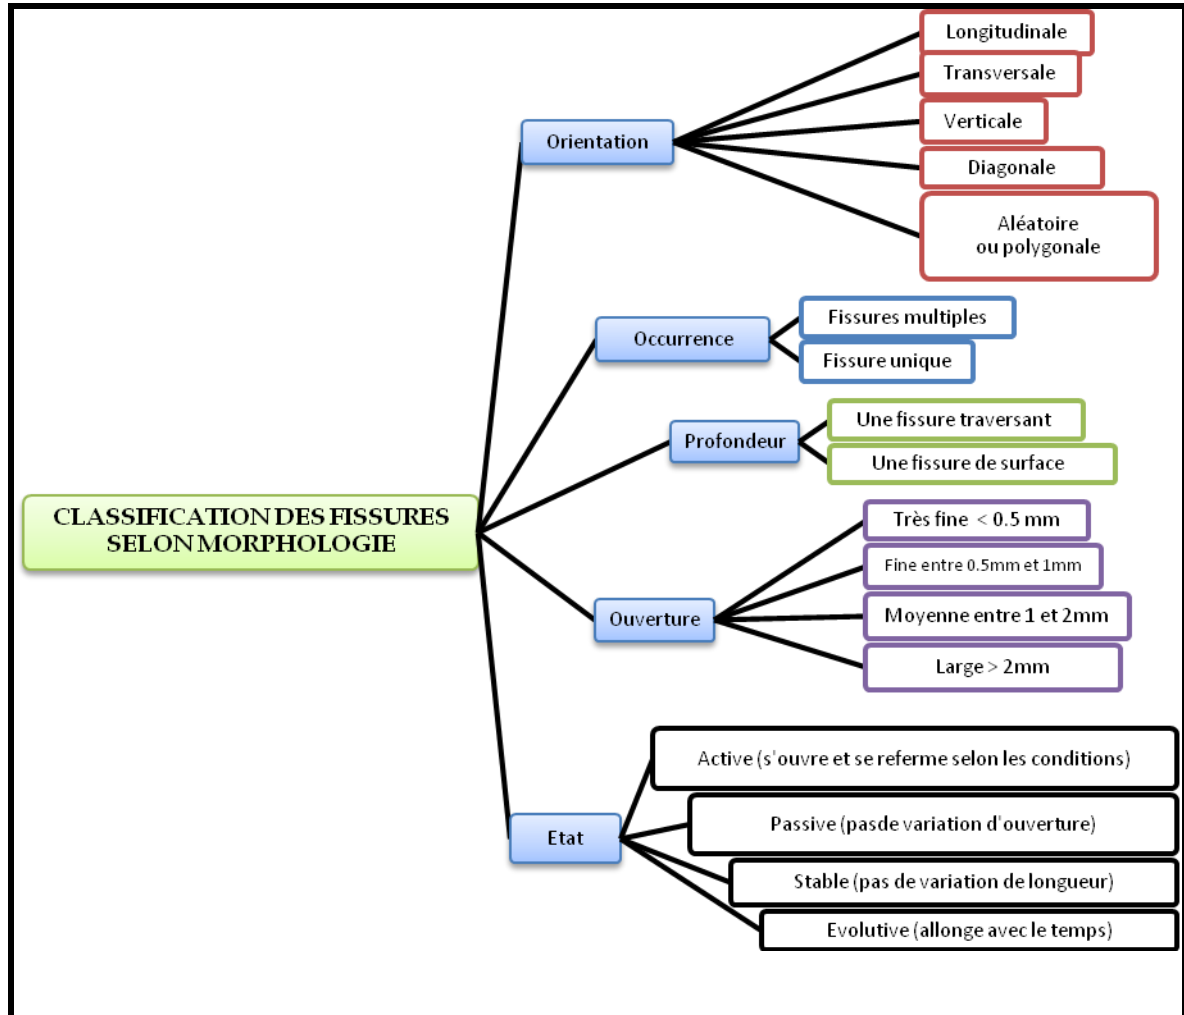 CLASSIFICATION DES FISSURES
SELON MORPHOLOGIE
Orientation
Longitudinale
Transversale
Verticale
Diagonale
Aléatoire
ou polygonale
Occurrence
Fissures multiples
Fissure unique
Profondeur
Une fissure traversant
Une fissure de surface
Ouverture
Très fine < 0.5 mm
Fine entre 0.5mm et 1mm
Moyenne entre 1 et 2mm
Large > 2mm
Etat
Active (s'ouvre et se referme selon les conditions)
Passive (pasde variation d'ouverture)
Stable (pas de variation de longueur)
Evolutive (allonge avec le temps)